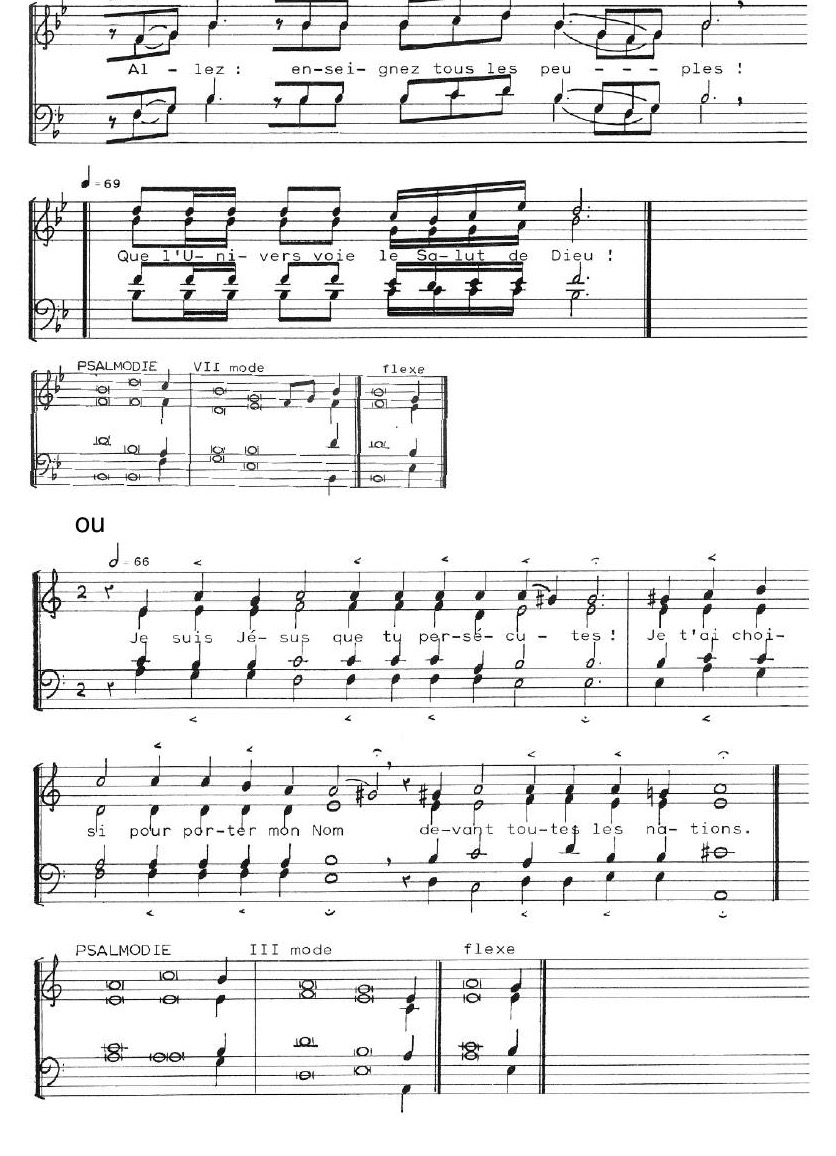 Al - lez : en-sei- gnez tous les peu - - - ples !
♩ = 69
Que l'U- ni- vers voie le Sa-lut de Dieu !
PSALMODIE VII mode flexe
ou
𝅗𝅥 = 66
Je suis Jé- sus que tu per-sé-cu - tes! Je t'ai choi-
si pour por-ter mon Nom de-vant tou-tes les na- tions.
PSALMODIE III mode flexe